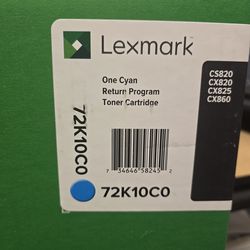 Lexmark
CS820
CX820
CX825
CX860
One Cyan
Return Program
Toner Cartridge
72K10C0
7 34646 58245 2
72K10C0